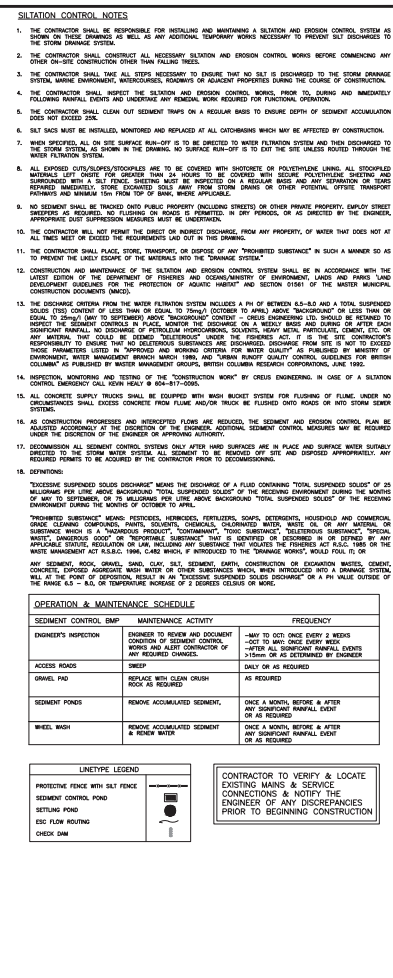 SILTATION CONTROL NOTES
1. THE CONTRACTOR SHALL BE RESPONSIBLE FOR INSTALLING AND MAINTAINING A SILTATION AND EROSION CONTROL SYSTEM AS
SHOWN ON THESE DRAWINGS AS WELL AS ANY ADDITIONAL TEMPORARY WORKS NECESSARY TO PREVENT SILT DISCHARGES TO
THE STORM DRAINAGE SYSTEM.
2. THE CONTRACTOR SHALL CONSTRUCT ALL NECESSARY SILTATION AND EROSION CONTROL WORKS BEFORE COMMENCING ANY
OTHER ON-SITE CONSTRUCTION OTHER THAN FALLING TREES.
3. THE CONTRACTOR SHALL TAKE ALL STEPS NECESSARY TO ENSURE THAT NO SILT IS DISCHARGED TO THE STORM DRAINAGE
SYSTEM, MARINE ENVIRONMENT, WATERCOURSES, ROADWAYS OR ADJACENT PROPERTIES DURING THE COURSE OF CONSTRUCTION.
4. THE CONTRACTOR SHALL INSPECT THE SILTATION AND EROSION CONTROL WORKS, PRIOR TO, DURING AND IMMEDIATELY
FOLLOWING RAINFALL EVENTS AND UNDERTAKE ANY REMEDIAL WORK REQUIRED FOR FUNCTIONAL OPERATION.
5. THE CONTRACTOR SHALL CLEAN OUT SEDIMENT TRAPS ON A REGULAR BASIS TO ENSURE DEPTH OF SEDIMENT ACCUMULATION
DOES NOT EXCEED 25%.
6. SILT SACS MUST BE INSTALLED, MONITORED AND REPLACED AT ALL CATCHBASINS WHICH MAY BE AFFECTED BY CONSTRUCTION.
7. WHEN SPECIFIED, ALL ON SITE SURFACE RUN-OFF IS TO BE DIRECTED TO WATER FILTRATION SYSTEM AND THEN DISCHARGED TO
THE STORM SYSTEM, AS SHOWN IN THE DRAWING. NO SURFACE RUN-OFF IS TO EXIT THE SITE UNLESS ROUTED THROUGH THE
WATER FILTRATION SYSTEM.
8. ALL EXPOSED CUTS/SLOPES/STOCKPILES ARE TO BE COVERED WITH SHOTCRETE OR POLYETHYLENE LINING. ALL STOCKPILED
MATERIALS LEFT ONSITE FOR GREATER THAN 24 HOURS TO BE COVERED WITH SECURE POLYETHYLENE SHEETING AND
SURROUNDED WITH A SILT FENCE. SHEETING MUST BE INSPECTED ON A REGULAR BASIS AND ANY SEPARATION OR TEARS
REPAIRED IMMEDIATELY. STORE EXCAVATED SOILS AWAY FROM STORM DRAINS OR OTHER POTENTIAL OFFSITE TRANSPORT
PATHWAYS AND MINIMUM 15m FROM TOP OF BANK, WHERE APPLICABLE.
9. NO SEDIMENT SHALL BE TRACKED ONTO PUBLIC PROPERTY (INCLUDING STREETS) OR OTHER PRIVATE PROPERTY. EMPLOY STREET
SWEEPERS AS REQUIRED. NO FLUSHING ON ROADS IS PERMITTED. IN DRY PERIODS, OR AS DIRECTED BY THE ENGINEER,
APPROPRIATE DUST SUPPRESSION MEASURES MUST BE UNDERTAKEN.
10. THE CONTRACTOR WILL NOT PERMIT THE DIRECT OR INDIRECT DISCHARGE, FROM ANY PROPERTY, OF WATER THAT DOES NOT AT
ALL TIMES MEET OR EXCEED THE REQUIREMENTS LAID OUT IN THIS DRAWING.
11. THE CONTRACTOR SHALL PLACE, STORE, TRANSPORT, OR DISPOSE OF ANY "PROHIBITED SUBSTANCE" IN SUCH A MANNER SO AS
TO PREVENT THE LIKELY ESCAPE OF THE MATERIALS INTO THE "DRAINAGE SYSTEM."
12. CONSTRUCTION AND MAINTENANCE OF THE SILTATION AND EROSION CONTROL SYSTEM SHALL BE IN ACCORDANCE WITH THE
LATEST EDITION OF THE DEPARTMENT OF FISHERIES AND OCEANS/MINISTRY OF ENVIRONMENT, LANDS AND PARKS "LAND
DEVELOPMENT GUIDELINES FOR THE PROTECTION OF AQUATIC HABITAT" AND SECTION 01561 OF THE MASTER MUNICIPAL
CONSTRUCTION DOCUMENTS (MMCD).
13. THE DISCHARGE CRITERIA FROM THE WATER FILTRATION SYSTEM INCLUDES A PH OF BETWEEN 6.5-8.0 AND A TOTAL SUSPENDED
SOLIDS (TSS) CONTENT OF LESS THAN OR EQUAL TO 75mg/l (OCTOBER TO APRIL) ABOVE "BACKGROUND" OR LESS THAN OR
EQUAL TO 25mg/l (MAY TO SEPTEMBER) ABOVE "BACKGROUND" CONTENT - CREUS ENGINEERING LTD. SHOULD BE RETAINED TO
INSPECT THE SEDIMENT CONTROLS IN PLACE, MONITOR THE DISCHARGE ON A WEEKLY BASIS AND DURING OR AFTER EACH
SIGNIFICANT RAINFALL. NO DISCHARGE OF PETROLEUM HYDROCARBONS, SOLVENTS, HEAVY METAL PARTICULATE, CEMENT, ETC. OR
ANY MATERIAL THAT COULD BE DEEMED "DELETERIOUS" UNDER THE FISHERIES ACT. IT IS THE SITE CONTRACTOR'S
RESPONSIBILITY TO ENSURE THAT NO DELETERIOUS SUBSTANCES ARE DISCHARGED. DISCHARGE FROM SITE IS NOT TO EXCEED
THOSE PARAMETERS LISTED IN "APPROVED AND WORKING CRITERIA FOR WATER QUALITY" AS PUBLISHED BY MINISTRY OF
ENVIRONMENT, WATER MANAGEMENT BRANCH MARCH 1989, AND "URBAN RUNOFF QUALITY CONTROL GUIDELINES FOR BRITISH
COLUMBIA" AS PUBLISHED BY MASTER MANAGEMENT GROUPS, BRITISH COLUMBIA RESEARCH CORPORATIONS, JUNE 1992.
14. INSPECTION, MONITORING AND TESTING OF THE "CONSTRUCTION WORK" BY CREUS ENGINEERING. IN CASE OF A SILTATION
CONTROL EMERGENCY CALL KEVIN HEALY @ 604-817-0095.
15. ALL CONCRETE SUPPLY TRUCKS SHALL BE EQUIPPED WITH WASH BUCKET SYSTEM FOR FLUSHING OF FLUME. UNDER NO
CIRCUMSTANCES SHALL EXCESS CONCRETE FROM FLUME AND/OR TRUCK BE FLUSHED ONTO ROADS OR INTO STORM SEWER
SYSTEMS.
16. AS CONSTRUCTION PROGRESSES AND INTERCEPTED FLOWS ARE REDUCED, THE SEDIMENT AND EROSION CONTROL PLAN BE
ADJUSTED ACCORDINGLY AT THE DISCRETION OF THE ENGINEER. ADDITIONAL SEDIMENT CONTROL MEASURES MAY BE REQUIRED
UNDER THE DISCRETION OF THE ENGINEER OR APPROVING AUTHORITY.
17. DECOMMISSION ALL SEDIMENT CONTROL SYSTEMS ONLY AFTER HARD SURFACES ARE IN PLACE AND SURFACE WATER SUITABLY
DIRECTED TO THE STORM WATER SYSTEM. ALL SEDIMENT TO BE REMOVED OFF SITE AND DISPOSED APPROPRIATELY. ANY
REQUIRED PERMITS TO BE ACQUIRED BY THE CONTRACTOR PRIOR TO DECOMMISSIONING.
18. DEFINITIONS:
"EXCESSIVE SUSPENDED SOLIDS DISCHARGE" MEANS THE DISCHARGE OF A FLUID CONTAINING "TOTAL SUSPENDED SOLIDS" OF 25
MILLIGRAMS PER LITRE ABOVE BACKGROUND "TOTAL SUSPENDED SOLIDS" OF THE RECEIVING ENVIRONMENT DURING THE MONTHS
OF MAY TO SEPTEMBER, OR 75 MILLIGRAMS PER LITRE ABOVE BACKGROUND "TOTAL SUSPENDED SOLIDS" OF THE RECEIVING
ENVIRONMENT DURING THE MONTHS OF OCTOBER TO APRIL.
"PROHIBITED SUBSTANCE" MEANS: PESTICIDES, HERBICIDES, FERTILIZERS, SOAPS, DETERGENTS, HOUSEHOLD AND COMMERCIAL
GRADE CLEANING COMPOUNDS, PAINTS, SOLVENTS, CHEMICALS, CHLORINATED WATER, WASTE OIL OR ANY MATERIAL OR
SUBSTANCE WHICH IS A "HAZARDOUS PRODUCT", "CONTAMINANT", "TOXIC SUBSTANCE", "DELETERIOUS SUBSTANCE", "SPECIAL
WASTE", DANGEROUS GOOD" OR "REPORTABLE SUBSTANCE" THAT IS IDENTIFIED OR DESCRIBED IN OR DEFINED BY ANY
APPLICABLE STATUTE, REGULATION OR LAW, INCLUDING ANY SUBSTANCE THAT VIOLATES THE FISHERIES ACT R.S.C. 1985 OR THE
WASTE MANAGEMENT ACT R.S.B.C. 1996, C.482 WHICH, IF INTRODUCED TO THE "DRAINAGE WORKS", WOULD FOUL IT; OR
ANY SEDIMENT, ROCK, GRAVEL, SAND, CLAY, SILT, SEDIMENT, EARTH, CONSTRUCTION OR EXCAVATION WASTES, CEMENT,
CONCRETE, EXPOSED AGGREGATE WASH WATER OR OTHER SUBSTANCES WHICH, WHEN INTRODUCED INTO A DRAINAGE SYSTEM,
WILL AT THE POINT OF DEPOSITION, RESULT IN AN "EXCESSIVE SUSPENDED SOLIDS DISCHARGE" OR A PH VALUE OUTSIDE OF
THE RANGE 6.5 - 8.0, OR TEMPERATURE INCREASE OF 2 DEGREES CELSIUS OR MORE.
OPERATION & MAINTENANCE SCHEDULE
SEDIMENT CONTROL BMP MAINTENANCE ACTIVITY FREQUENCY
ENGINEER'S INSPECTION ENGINEER TO REVIEW AND DOCUMENT -MAY TO OCT: ONCE EVERY 2 WEEKS
CONDITION OF SEDIMENT CONTROL -OCT TO MAY: ONCE EVERY WEEK
WORKS AND ALERT CONTRACTOR OF -AFTER ALL SIGNIFICANT RAINFALL EVENTS
ANY REQUIRED CHANGES. >15mm OR AS DETERMINED BY ENGINEER
ACCESS ROADS SWEEP DAILY OR AS REQUIRED
GRAVEL PAD REPLACE WITH CLEAN CRUSH AS REQUIRED
ROCK AS REQUIRED
SEDIMENT PONDS REMOVE ACCUMULATED SEDIMENT, ONCE A MONTH, BEFORE & AFTER
ANY SIGNIFICANT RAINFALL EVENT
OR AS REQUIRED
WHEEL WASH REMOVE ACCUMULATED SEDIMENT ONCE A MONTH, BEFORE & AFTER
& RENEW WATER ANY SIGNIFICANT RAINFALL EVENT
OR AS REQUIRED
LINETYPE LEGEND
PROTECTIVE FENCE WITH SILT FENCE
SEDIMENT CONTROL POND
SETTLING POND
ESC FLOW ROUTING
CHECK DAM
CONTRACTOR TO VERIFY & LOCATE
EXISTING MAINS & SERVICE
CONNECTIONS & NOTIFY THE
ENGINEER OF ANY DISCREPANCIES
PRIOR TO BEGINNING CONSTRUCTION